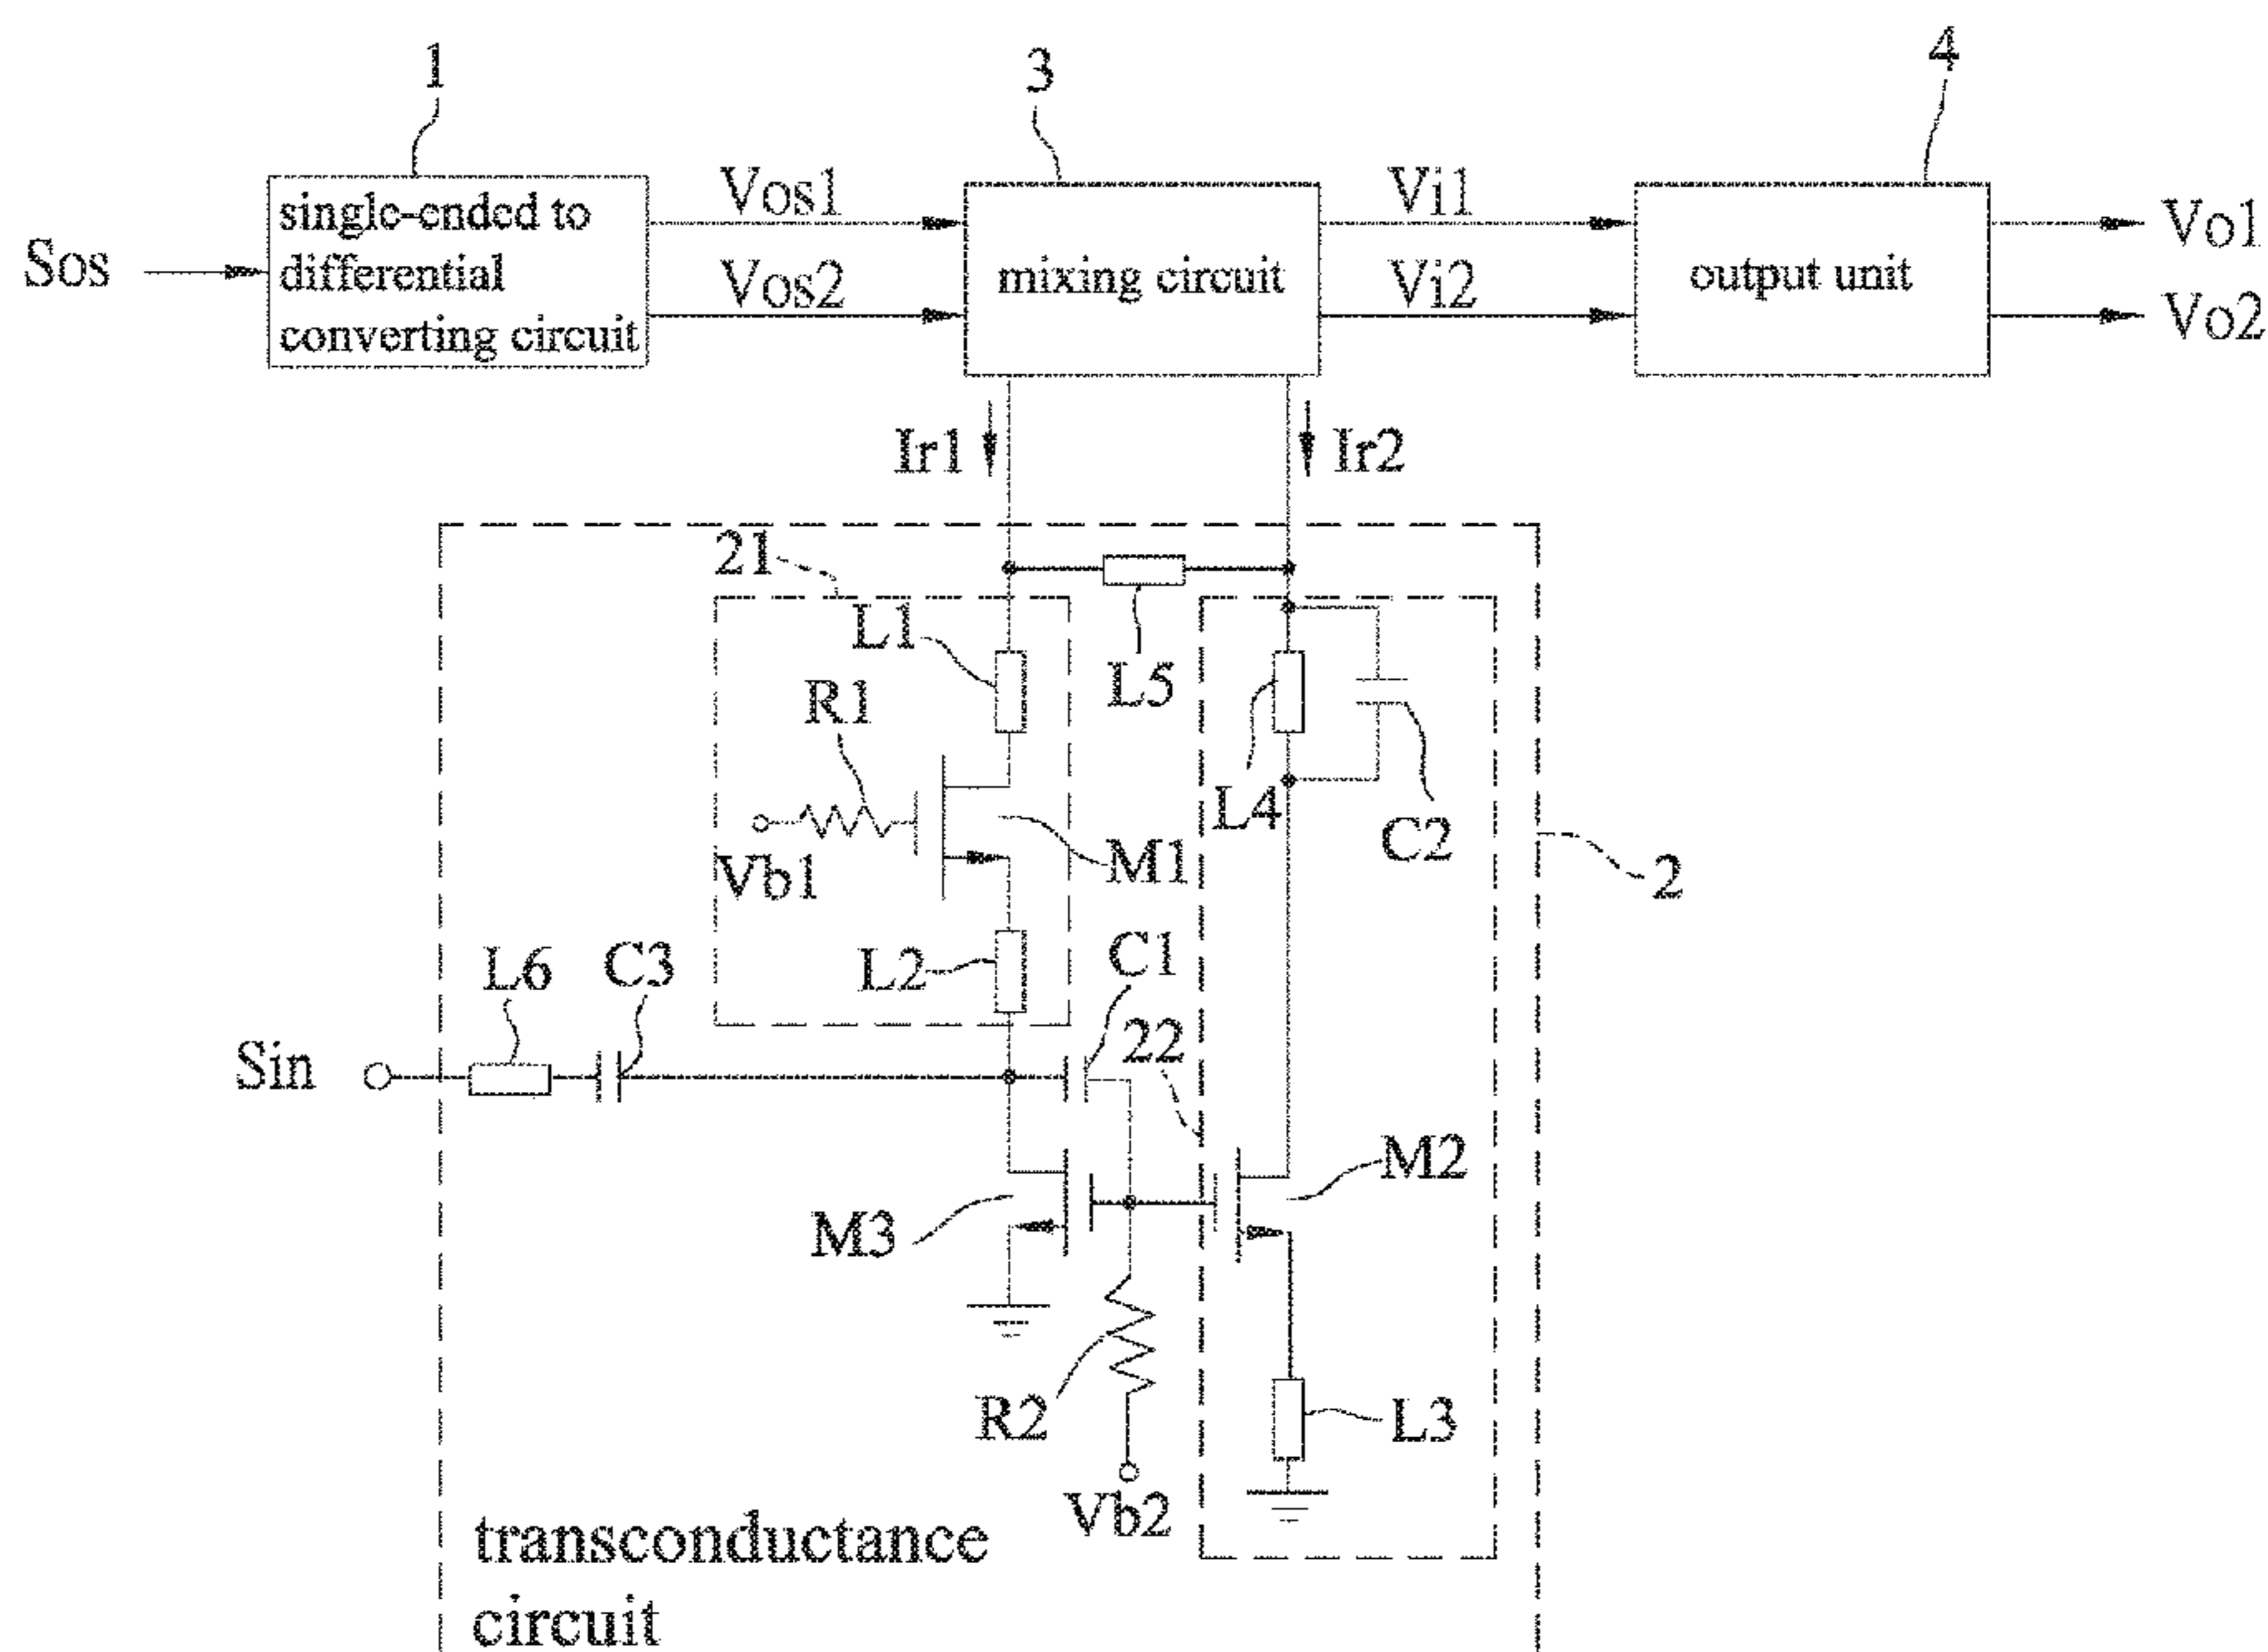 1
3
4
Sos
single-ended to
differential
converting circuit
Vos1
Vos2
mixing circuit
Vi1
Vi2
output unit
Vo1
Vo2
Ir1
Ir2
21
L1
L5
R1
L4
C2
Vb1
M1
2
L6
C3
L2
C1
22
Sin
M3
M2
R2
L3
Vb2
transconductance
circuit